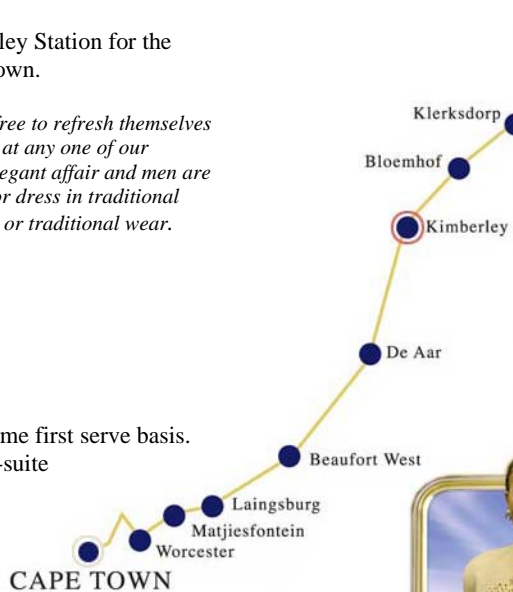 ley Station for the
own.
free to refresh themselves
at any one of our
egant affair and men are
or dress in traditional
or traditional wear.
me first serve basis.
-suite
Klerksdorp
Bloemhof
Kimberley
De Aar
Beaufort West
Laingsburg
Matjiesfontein
Worcester
CAPE TOWN